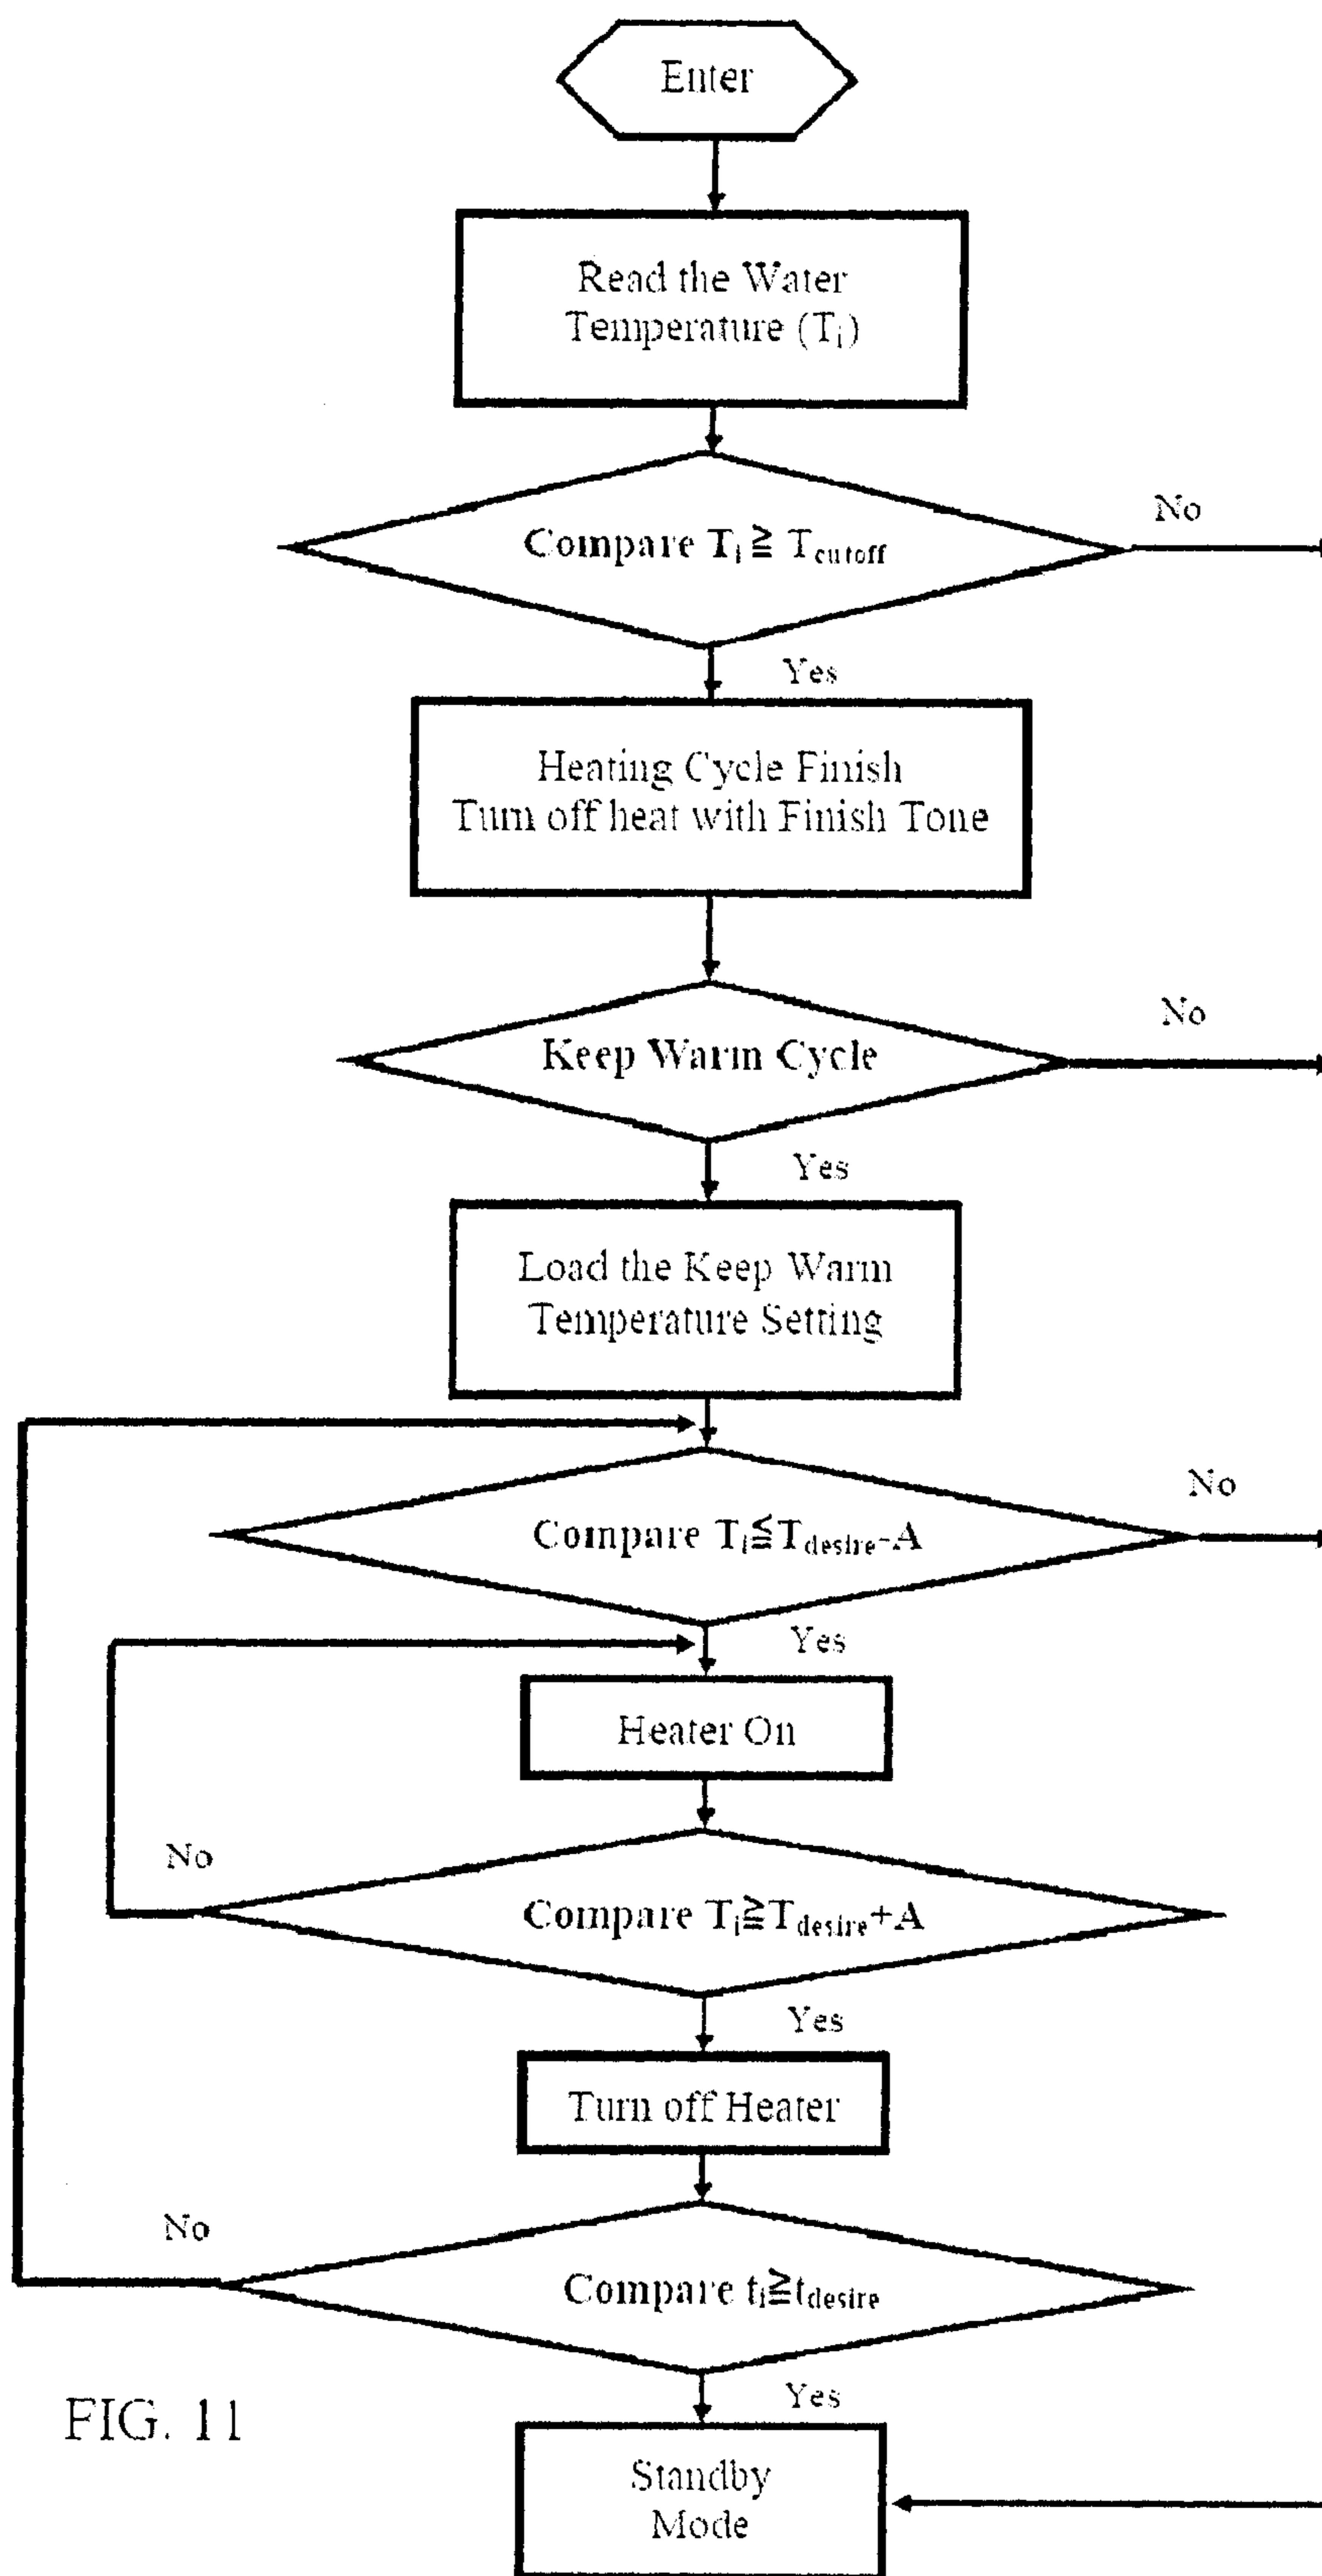 Enter
Read the Water
Temperature (Ti)
Compare Ti ≧ Tcutoff
No
Yes
Heating Cycle Finish
Turn off heat with Finish Tone
Keep Warm Cycle
No
Yes
Load the Keep Warm
Temperature Setting
Compare Ti≦Tdesire-A
No
Yes
Heater On
No
Compare Ti≧Tdesire+A
Yes
Turn off Heater
No
Compare ti≧tdesire
Yes
FIG. 11
Standby
Mode